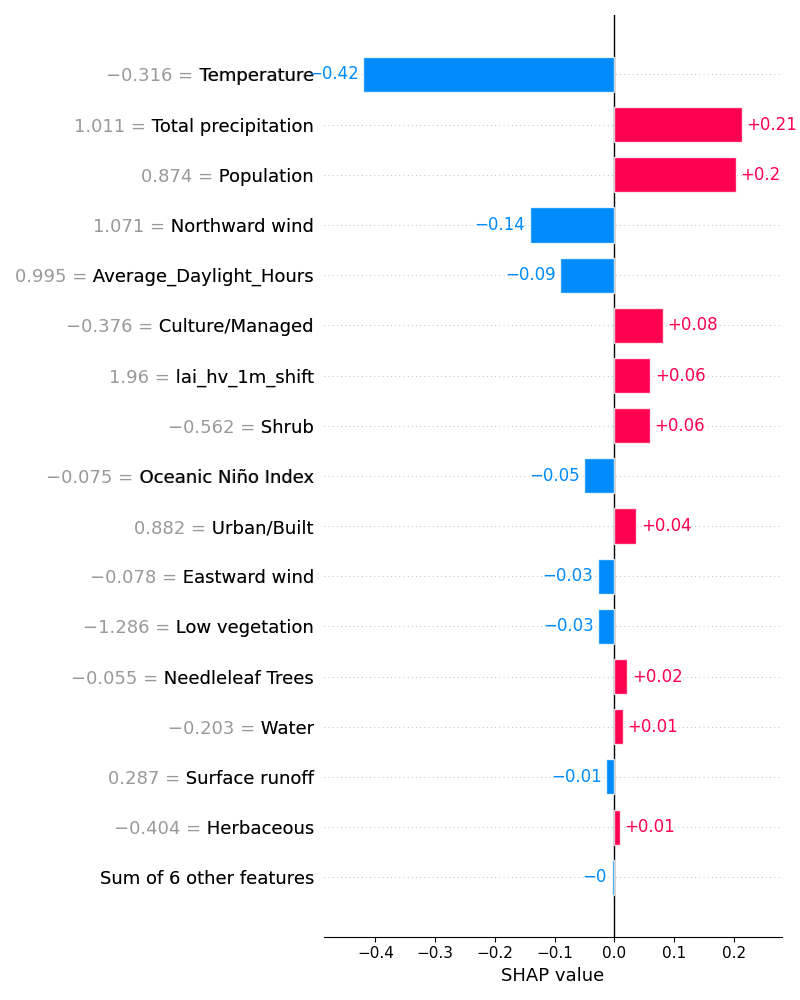 −0.316 = Temperature −0.42
1.011 = Total precipitation +0.21
0.874 = Population +0.2
1.071 = Northward wind −0.14
0.995 = Average_Daylight_Hours −0.09
−0.376 = Culture/Managed +0.08
1.96 = lai_hv_1m_shift +0.06
−0.562 = Shrub +0.06
−0.075 = Oceanic Niño Index −0.05
0.882 = Urban/Built +0.04
−0.078 = Eastward wind −0.03
−1.286 = Low vegetation −0.03
−0.055 = Needleleaf Trees +0.02
−0.203 = Water +0.01
0.287 = Surface runoff −0.01
−0.404 = Herbaceous +0.01
Sum of 6 other features −0
−0.4 −0.3 −0.2 −0.1 0.0 0.1 0.2
SHAP value